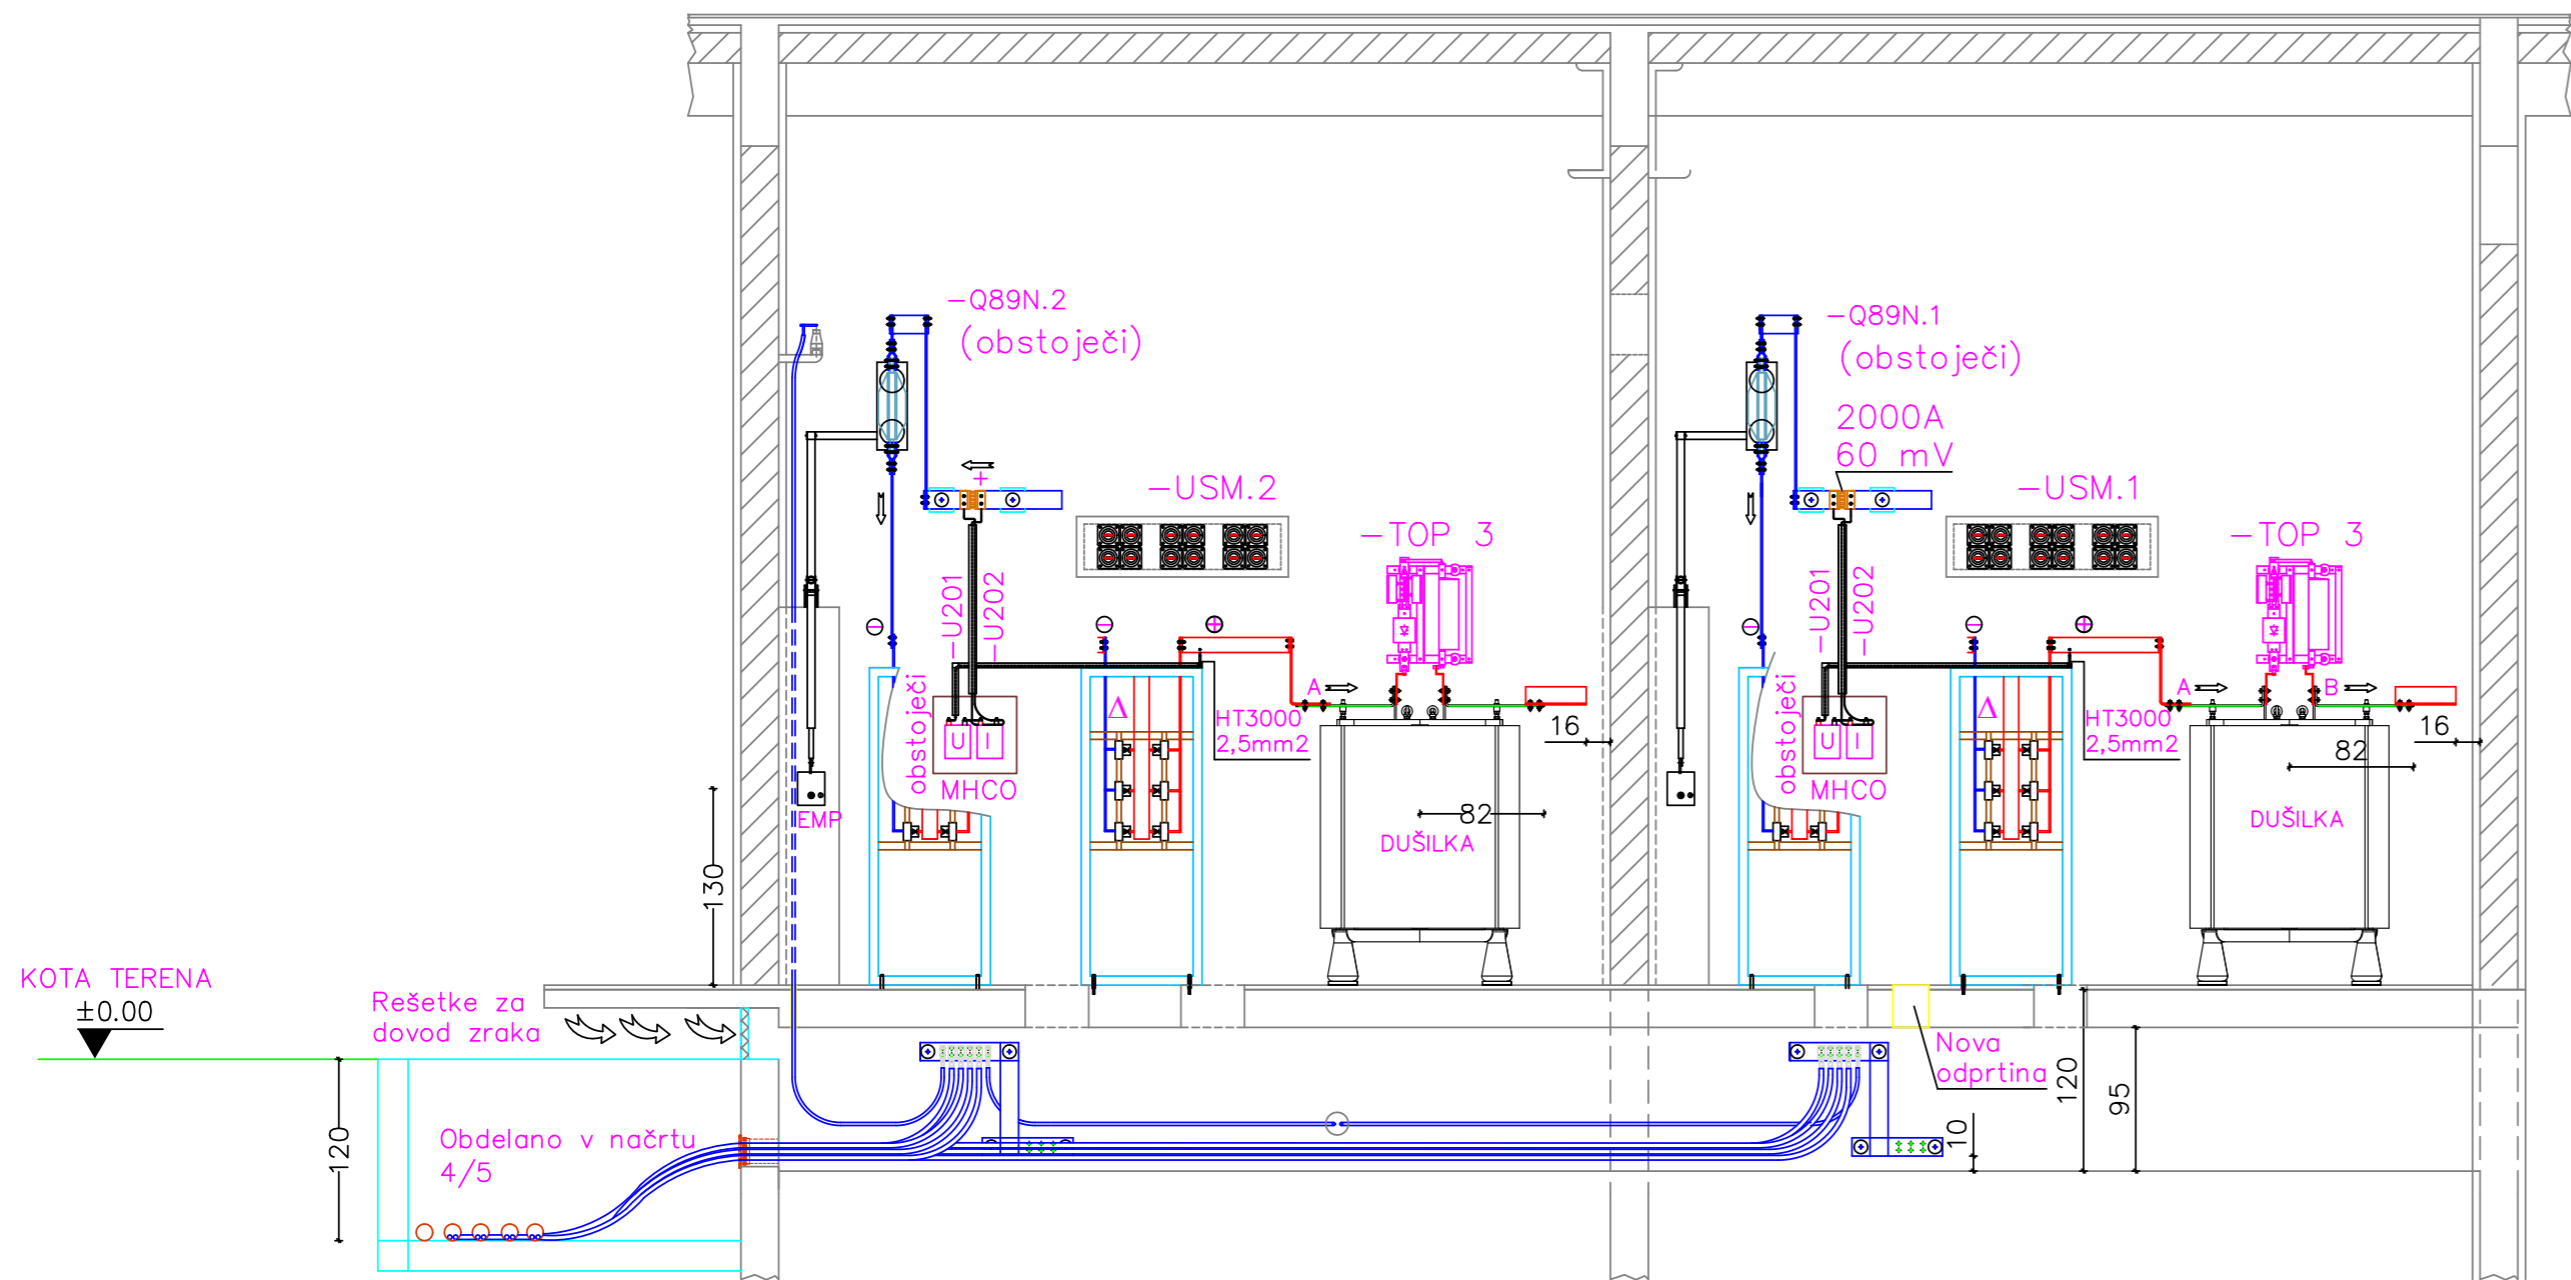 -Q89N.2
(obstoječi)
-Q89N.1
(obstoječi)
2000A
60 mV
+
-USM.2
-USM.1
-TOP 3
-TOP 3
-U201
-U202
-U201
-U202
A
A
B
obstoječi
Δ
HT3000
2,5mm2
16
obstoječi
Δ
HT3000
2,5mm2
16
U
I
U
I
82
MHCO
MHCO
EMP
82
DUŠILKA
DUŠILKA
130
KOTA TERENA
±0.00
Rešetke za
dovod zraka
Nova
odprtina
120
95
10
120
Obdelano v načrtu
4/5